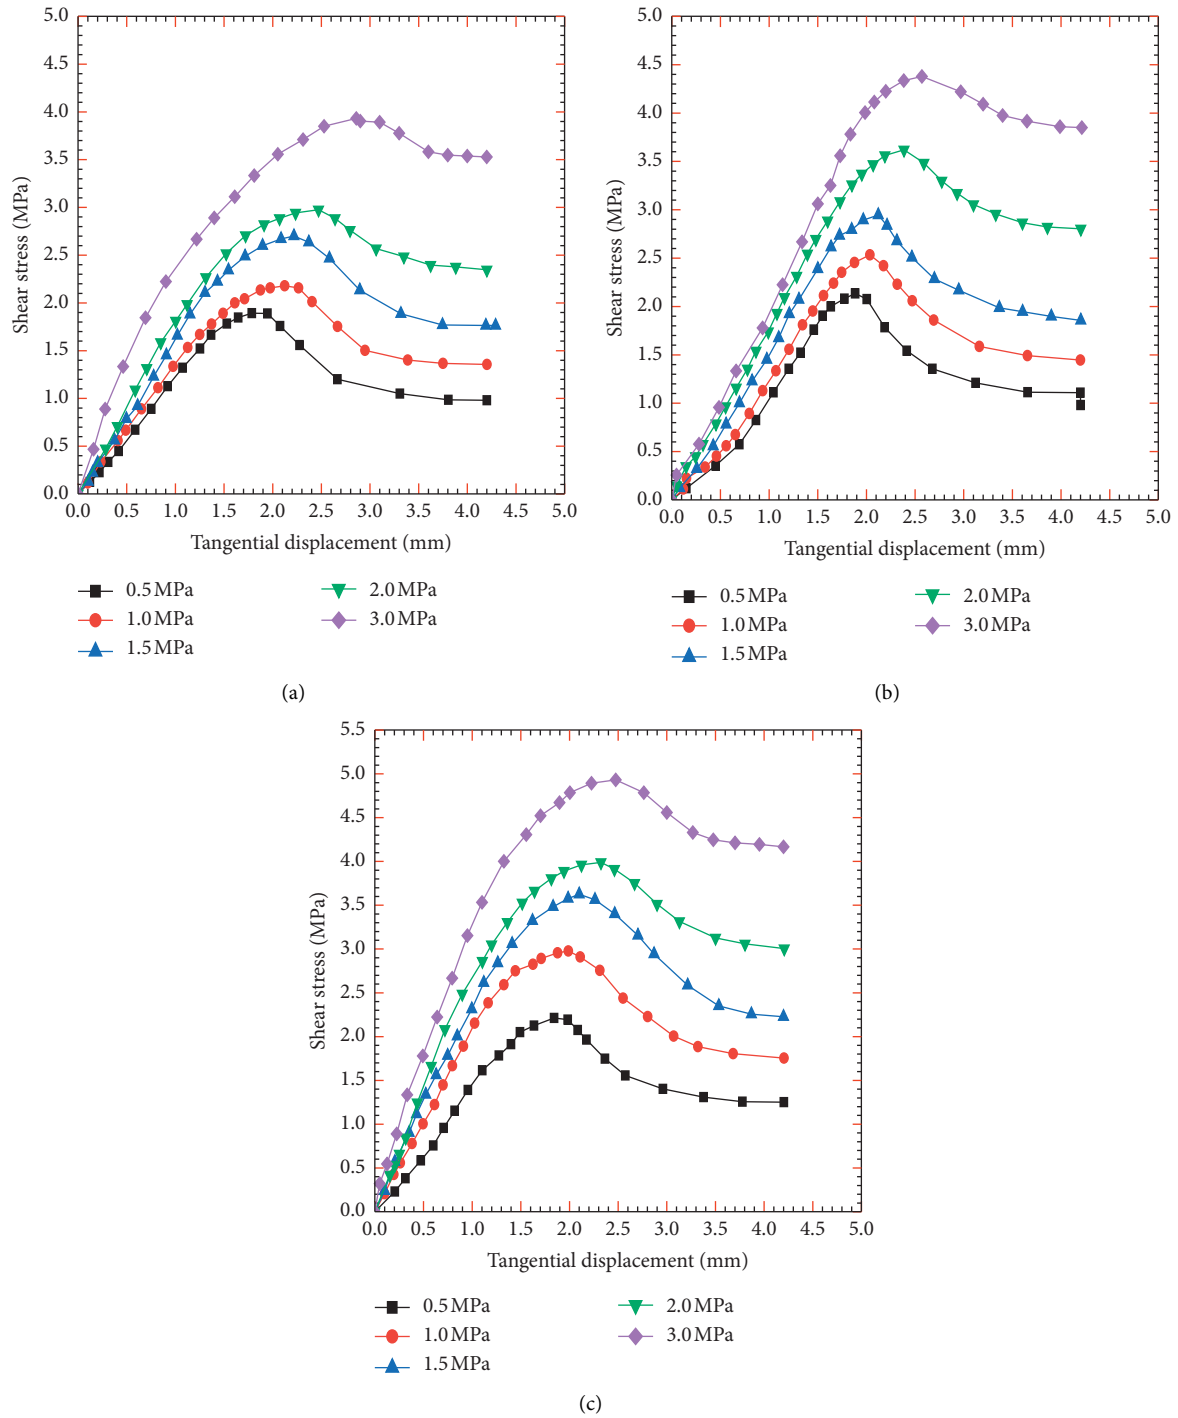 5.0
4.5
4.0
3.5
3.0
2.5
2.0
1.5
1.0
0.5
0.0
Shear stress (MPa)
0.0 0.5 1.0 1.5 2.0 2.5 3.0 3.5 4.0 4.5 5.0
Tangential displacement (mm)
0.5 MPa
1.0 MPa
1.5 MPa
2.0 MPa
3.0 MPa
(a)
5.0
4.5
4.0
3.5
3.0
2.5
2.0
1.5
1.0
0.5
0.0
Shear stress (MPa)
0.0 0.5 1.0 1.5 2.0 2.5 3.0 3.5 4.0 4.5 5.0
Tangential displacement (mm)
0.5 MPa
1.0 MPa
1.5 MPa
2.0 MPa
3.0 MPa
(b)
5.5
5.0
4.5
4.0
3.5
3.0
2.5
2.0
1.5
1.0
0.5
0.0
Shear stress (MPa)
0.0 0.5 1.0 1.5 2.0 2.5 3.0 3.5 4.0 4.5 5.0
Tangential displacement (mm)
0.5 MPa
1.0 MPa
1.5 MPa
2.0 MPa
3.0 MPa
(c)